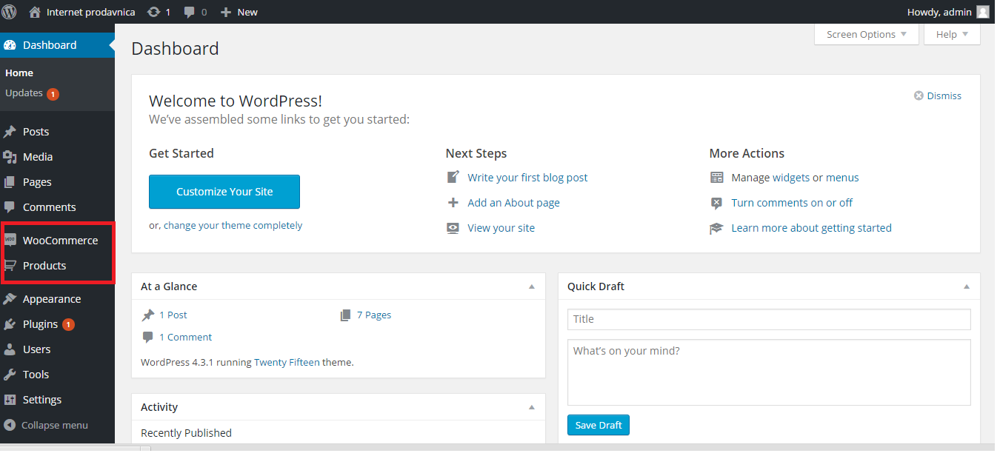 Internet prodavnica 1 0 New Howdy, admin
Screen Options Help
Dashboard
Home
Updates 1
Posts
Media
Pages
Comments
WooCommerce
Products
Appearance
Plugins 1
Users
Tools
Settings
Collapse menu
Dashboard
Welcome to WordPress!
Dismiss
We've assembled some links to get you started:
Get Started
Customize Your Site
or, change your theme completely
Next Steps
Write your first blog post
Add an About page
View your site
More Actions
Manage widgets or menus
Turn comments on or off
Learn more about getting started
At a Glance
1 Post
7 Pages
1 Comment
WordPress 4.3.1 running Twenty Fifteen theme.
Activity
Recently Published
Quick Draft
Title
What's on your mind?
Save Draft